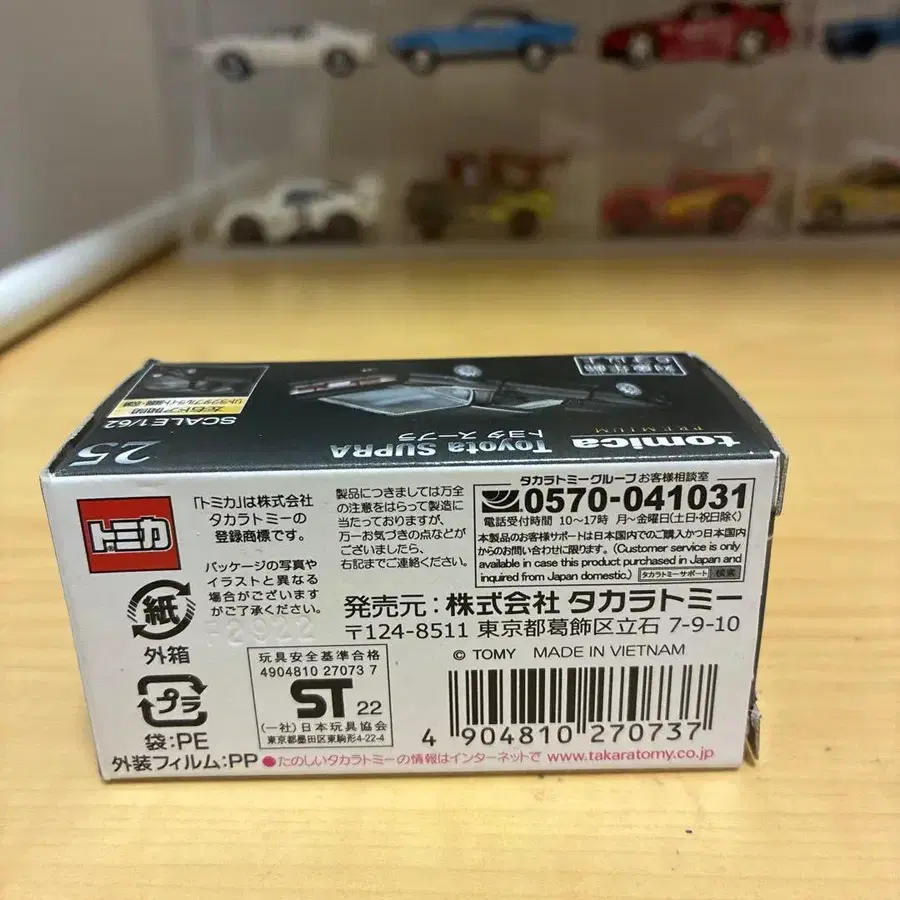 tomica
PREMIUM
Toyota SUPRA
トヨタ スープラ
25
SCALE1/62
左右ドア開閉
トミカ
「トミカ」は株式会社
タカラトミーの
登録商標です。
パッケージの写真や
イラストと異なる
場合がございます
がご了承ください。
製品につきましては万全
の注意をはらって製造に
当たっておりますが、
万一お気づきの点などが
ございましたら、
右記までご連絡ください。
タカラトミーグループ お客様相談室
0570-041031
電話受付時間 10〜17時 月〜金曜日(土日・祝日除く)
本製品のお客様サポートは日本国内でのご購入かつ日本国内
からのお問い合わせに限ります。(Customer service is only
available in case this product purchased in Japan and
inquired from Japan domestic.)
タカラトミーサポート 検索
発売元:株式会社 タカラトミー
〒124-8511 東京都葛飾区立石 7-9-10
© TOMY MADE IN VIETNAM
紙
外箱
プラ
袋:PE
外装フィルム:PP
玩具安全基準合格
4904810 27073 7
ST 22
(一社)日本玩具協会
東京都墨田区東駒形4-22-4
4 904810 270737
●たのしいタカラトミーの情報はインターネットで www.takaratomy.co.jp